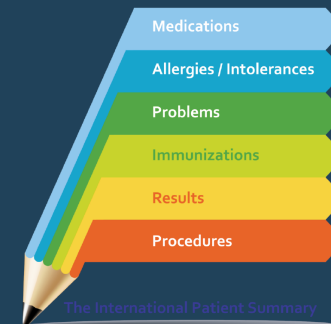 Medications
Allergies / Intolerances
Problems
Immunizations
Results
Procedures
The International Patient Summary